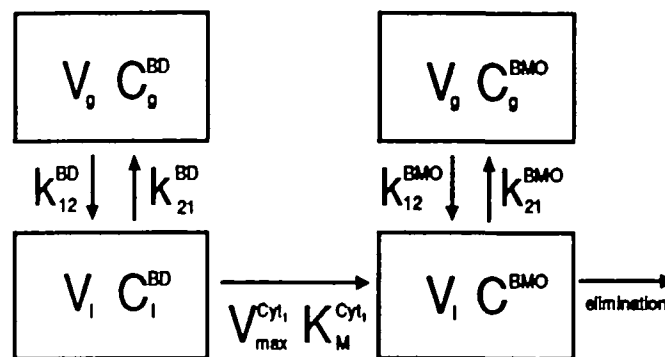 V_g C_g^BD V_g C_g^BMO
k_12^BD k_21^BD k_12^BMO k_21^BMO
V_l C_l^BD V_l C^BMO
V_max^Cyt₁ K_M^Cyt₁ elimination